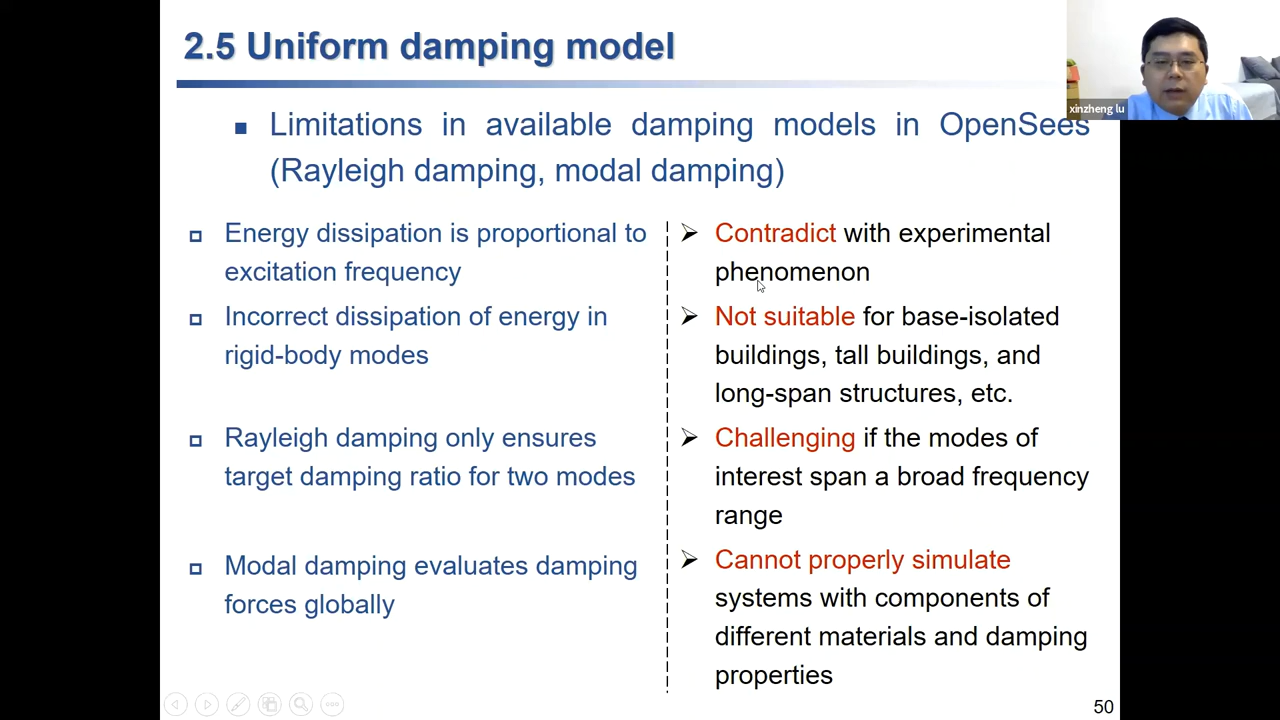 2.5 Uniform damping model
xinzheng lu
Limitations in available damping models in OpenSees
(Rayleigh damping, modal damping)
Energy dissipation is proportional to
excitation frequency
Contradict with experimental
phenomenon
Incorrect dissipation of energy in
rigid-body modes
Not suitable for base-isolated
buildings, tall buildings, and
long-span structures, etc.
Rayleigh damping only ensures
target damping ratio for two modes
Challenging if the modes of
interest span a broad frequency
range
Modal damping evaluates damping
forces globally
Cannot properly simulate
systems with components of
different materials and damping
properties
50